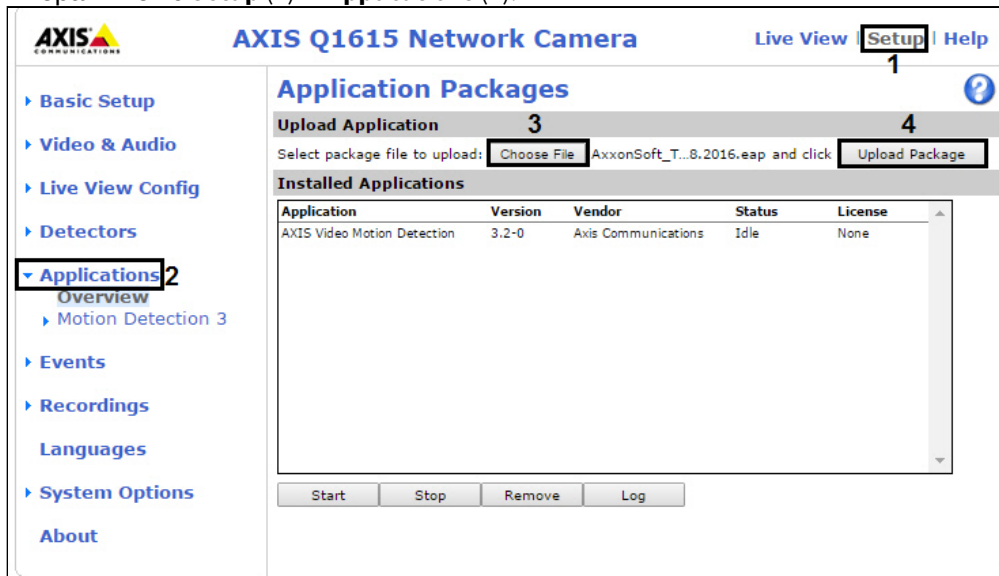 AXIS
COMMUNICATIONS
AXIS Q1615 Network Camera
Live View | Setup | Help
1
Basic Setup
Video & Audio
Live View Config
Detectors
Applications 2
Overview
Motion Detection 3
Events
Recordings
Languages
System Options
About
Application Packages
?
Upload Application
3
4
Select package file to upload: Choose File AxxonSoft_T...8.2016.eap and click Upload Package
Installed Applications
Application Version Vendor Status License
AXIS Video Motion Detection 3.2-0 Axis Communications Idle None
Start Stop Remove Log